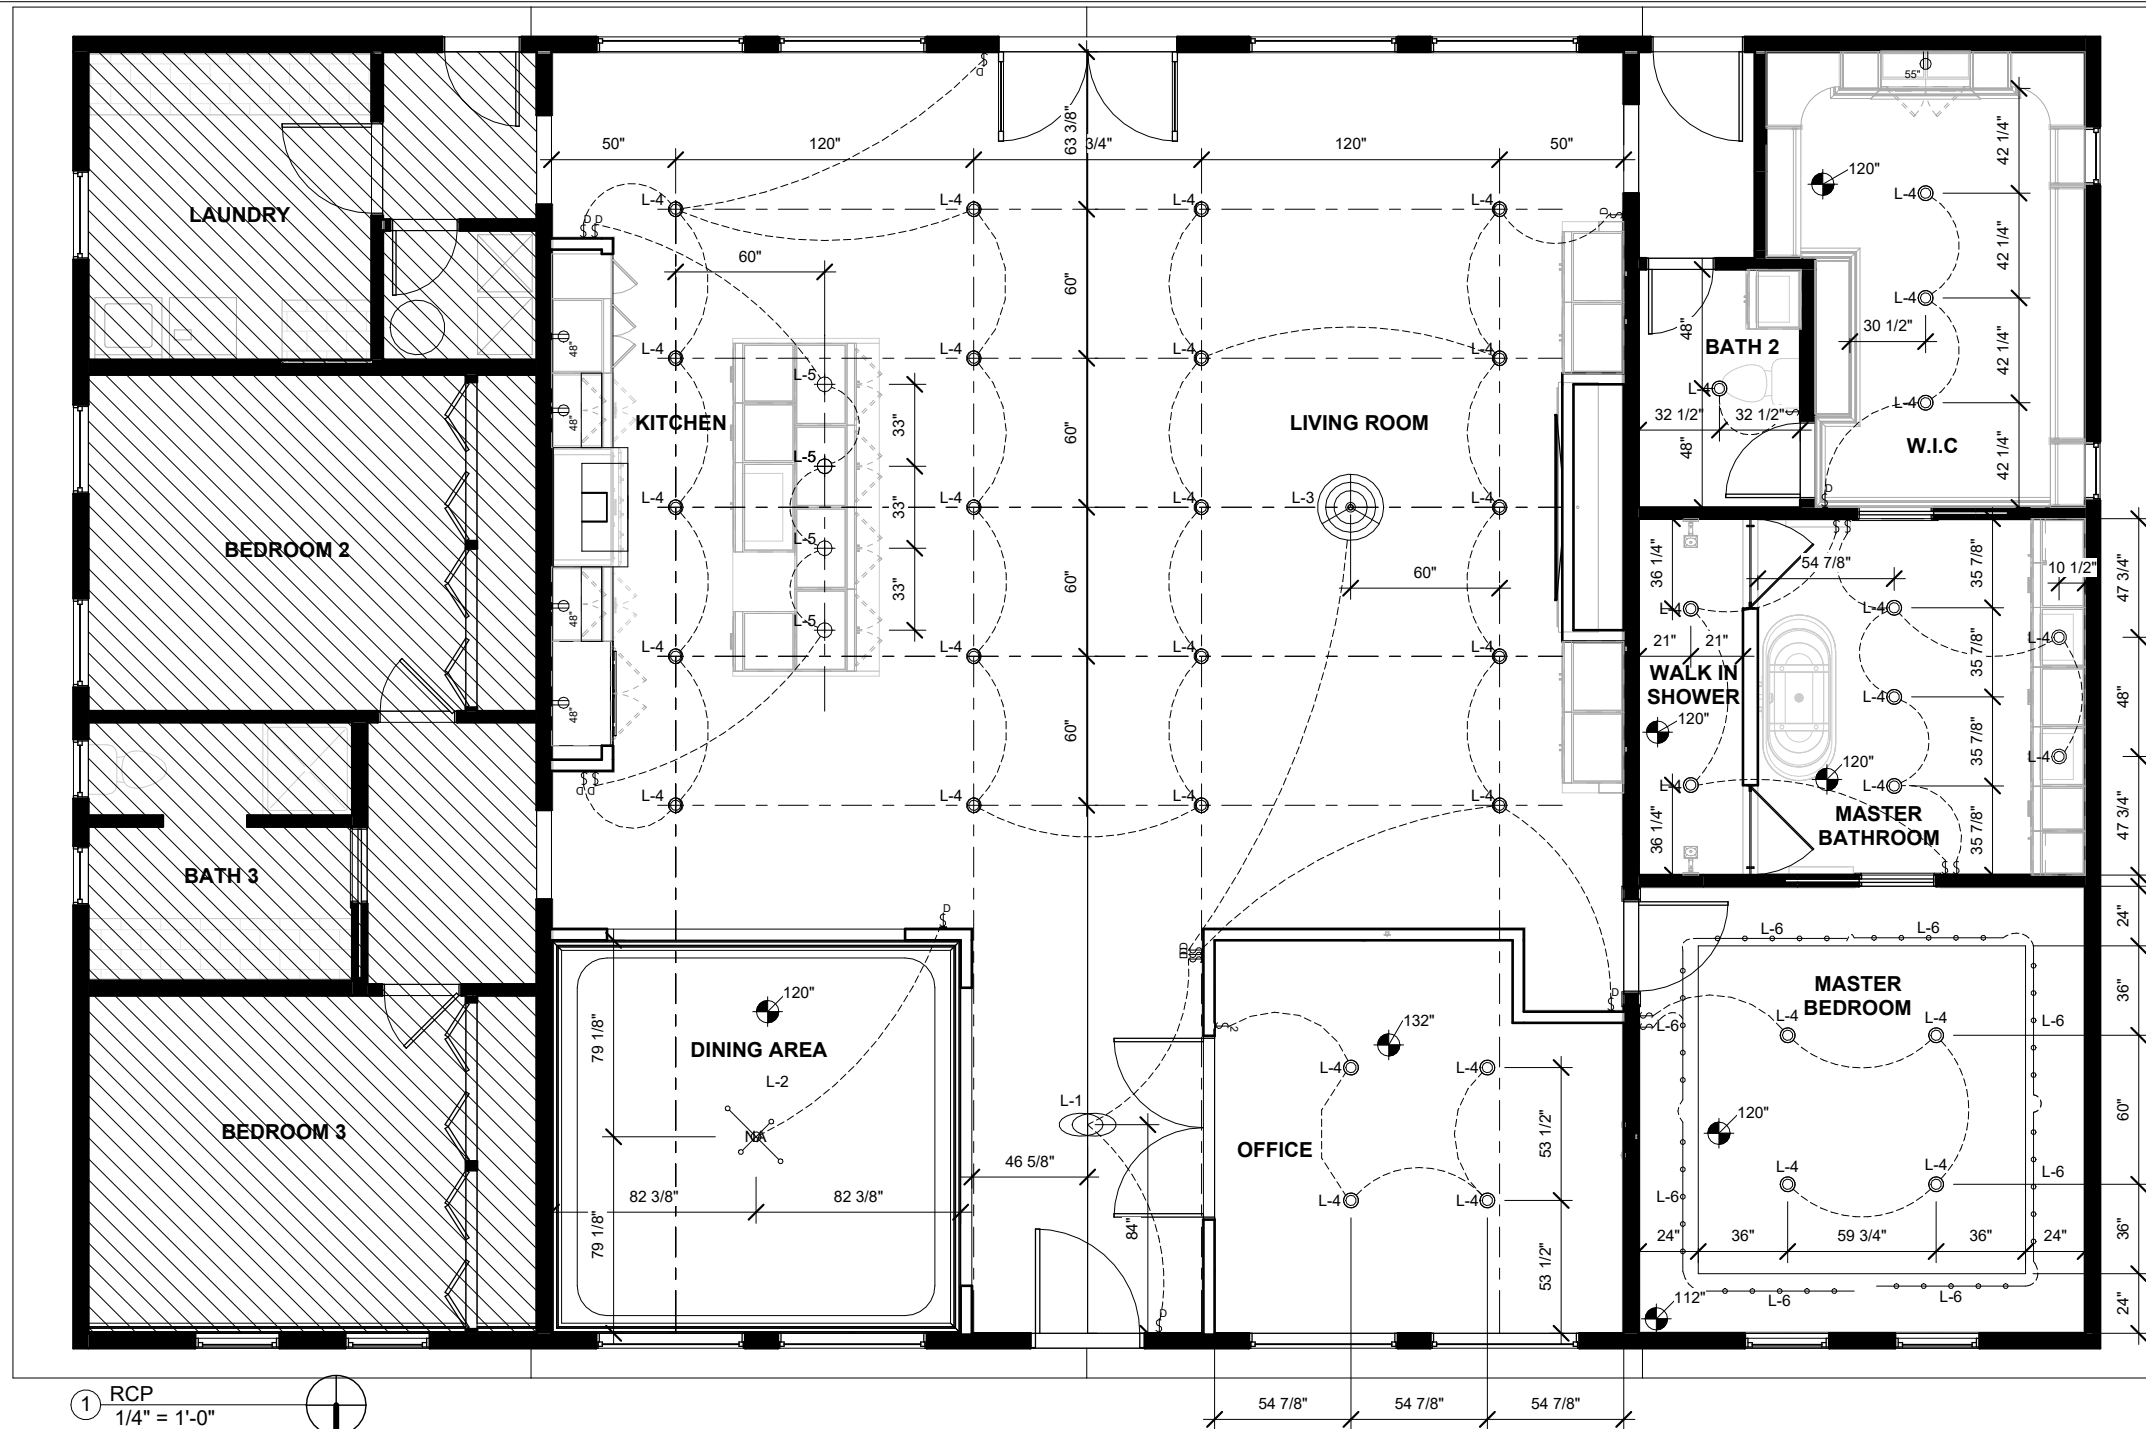 55"
63 3/8"
50"
120"
3/4"
120"
50"
42 1/4"
120"
LAUNDRY
L-4
L-4
L-4
L-4
L-4
D D
D
D
60"
60"
42 1/4"
L-4
30 1/2"
48"
BATH 2
42 1/4"
48"
L-4
L-4
L-4
L-4
L-5
L-4
32 1/2"
32 1/2"
L-4
48"
KITCHEN
33"
60"
LIVING ROOM
48"
W.I.C
42 1/4"
L-5
L-4
L-4
L-3
L-4
L-4
33"
D
BEDROOM 2
L-5
36 1/4"
54 7/8"
35 7/8"
10 1/2"
47 3/4"
60"
60"
33"
48"
L-5
L-4
L-4
L-4
L-4
L-4
L-4
L-4
21"
21"
35 7/8"
WALK IN
SHOWER
L-4
48"
48"
120"
60"
35 7/8"
L-4
120"
L-4
L-4
D D
L-4
L-4
L-4
L-4
MASTER
BATHROOM
36 1/4"
35 7/8"
47 3/4"
BATH 3
D
24"
L-6
L-6
MASTER
BEDROOM
36"
120"
132"
D
L-4
L-4
L-6
L-6
79 1/8"
DINING AREA
L-2
L-4
L-4
L-1
120"
60"
BEDROOM 3
53 1/2"
OFFICE
46 5/8"
L-4
L-4
L-6
L-6
82 3/8"
82 3/8"
L-4
L-4
84"
79 1/8"
24"
36"
59 3/4"
36"
24"
36"
53 1/2"
112"
L-6
L-6
24"
D
1
RCP
1/4" = 1'-0"
54 7/8"
54 7/8"
54 7/8"